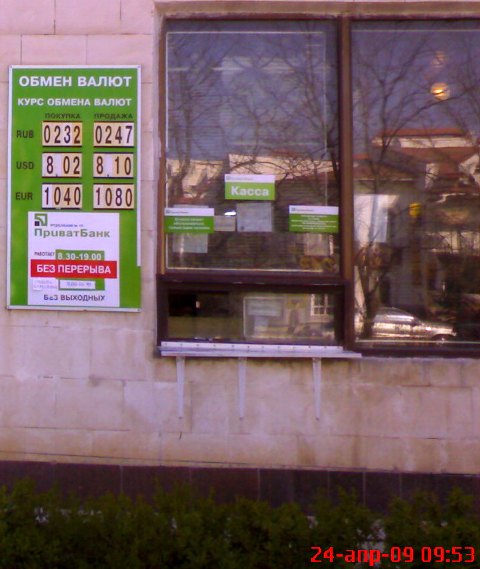 ОБМЕН ВАЛЮТ
КУРС ОБМЕНА ВАЛЮТ
ПОКУПКА ПРОДАЖА
RUB 0232 0247
USD 8.02 8.10
EUR 1040 1080
ПриватБанк
РАБОТАЕТ 8.30-19.00
БЕЗ ПЕРЕРЫВА
БЕЗ ВЫХОДНЫХ
Касса
24-апр-09 09:53